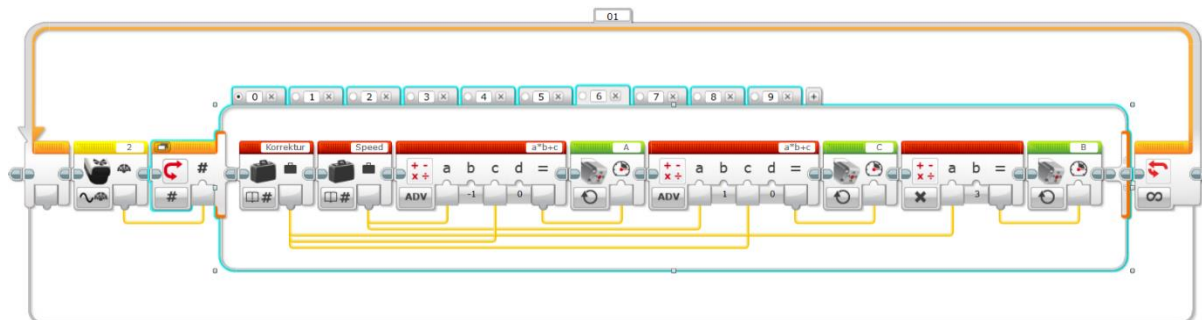 01
0 1 2 3 4 5 6 7 8 9 +
2 Korrektur Speed a*b+c A a*b+c C B
# a b c d = a b c d = a b =
# # # ADV -1 0 ADV 1 0 3